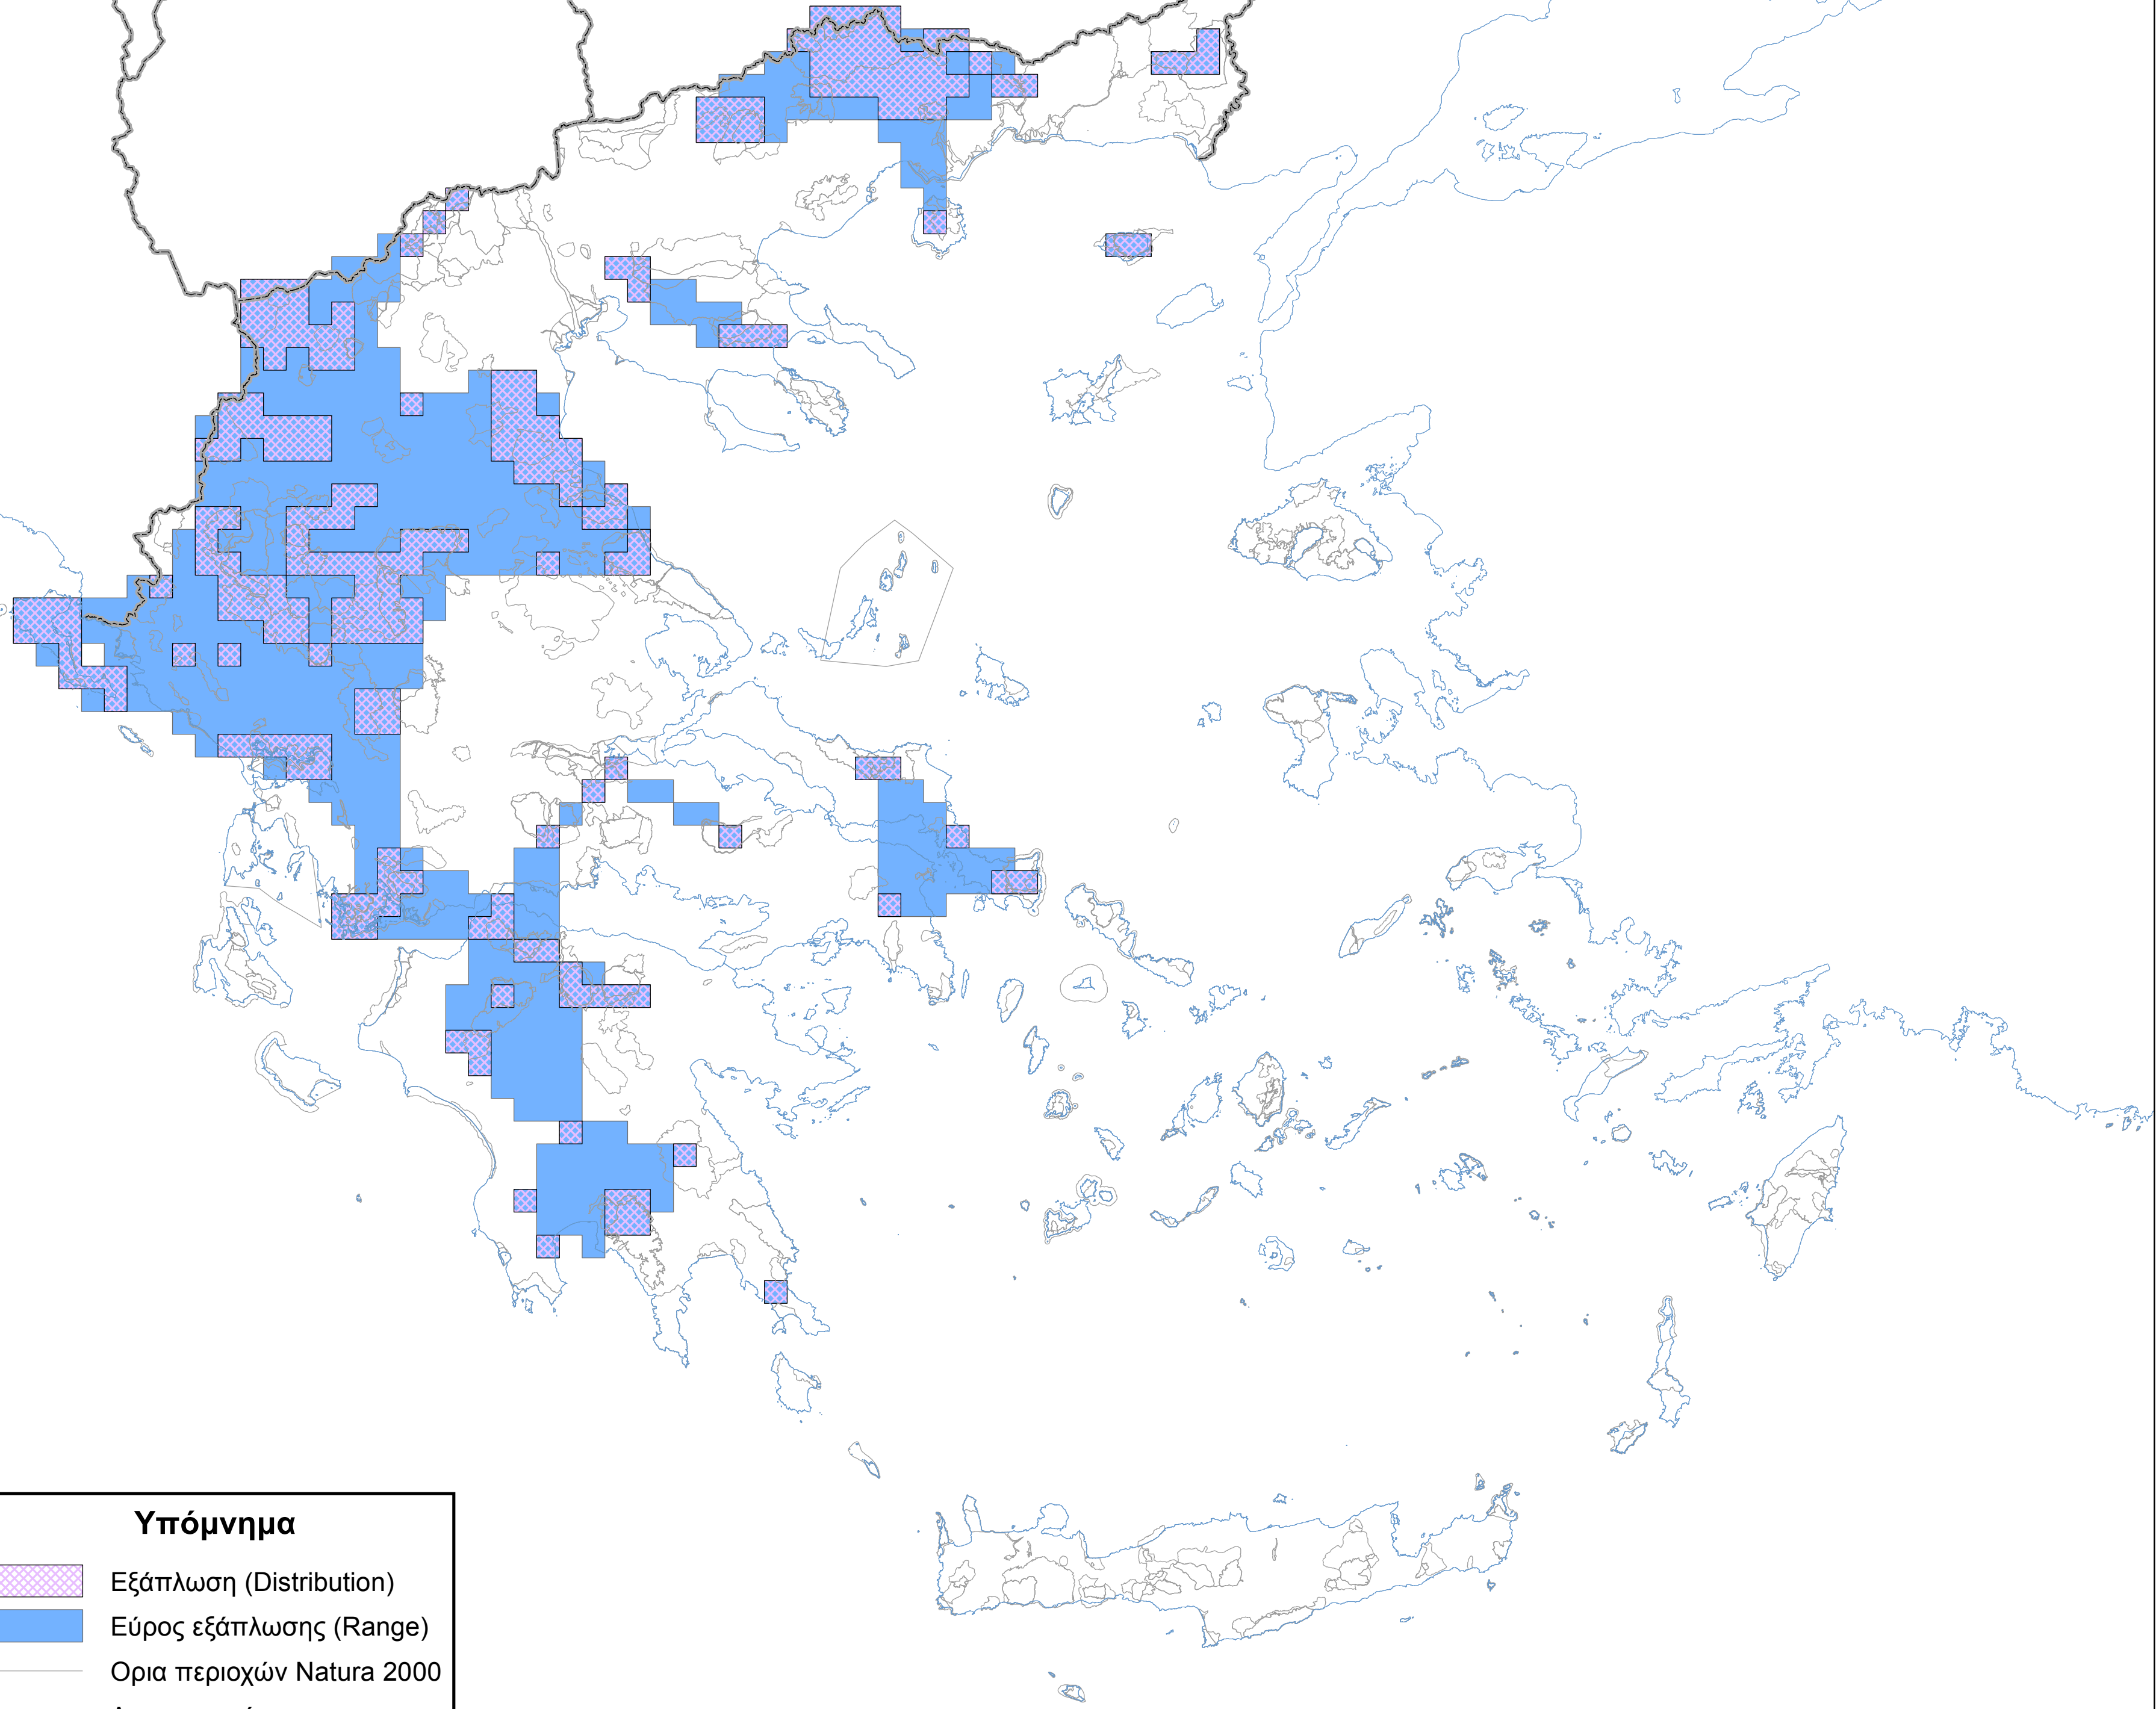 Υπόμνημα
Εξάπλωση (Distribution)
Εύρος εξάπλωσης (Range)
Ορια περιοχών Natura 2000